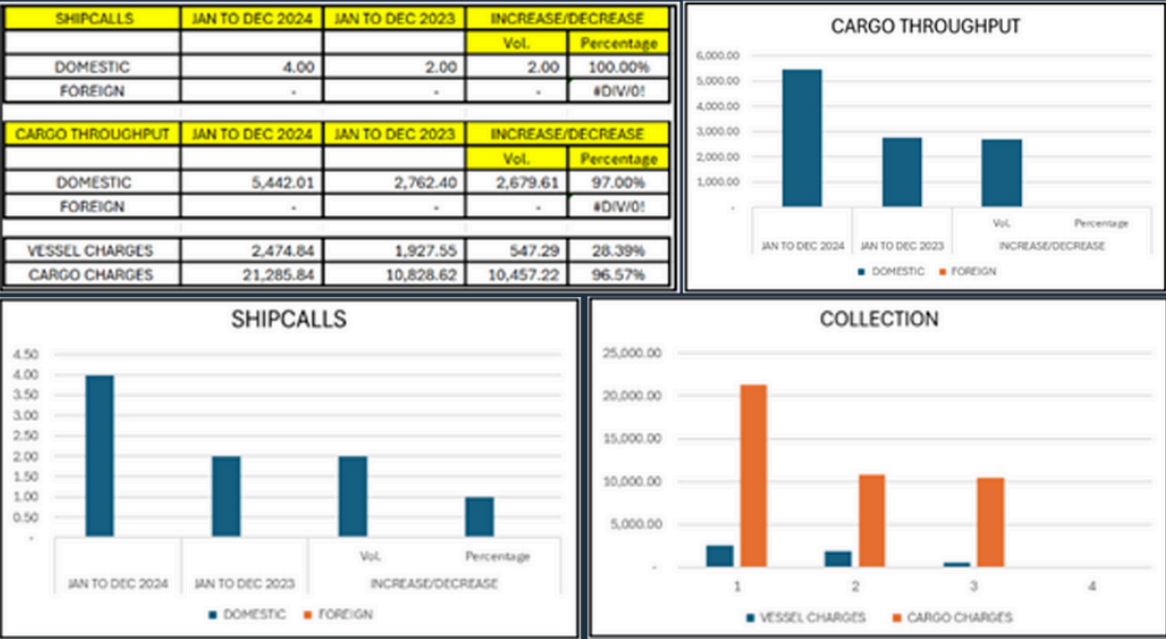 SHIPCALLS JAN TO DEC 2024 JAN TO DEC 2023 INCREASE/DECREASE
Vol. Percentage
DOMESTIC 4.00 2.00 2.00 100.00%
FOREIGN - - - #DIV/0!
CARGO THROUGHPUT JAN TO DEC 2024 JAN TO DEC 2023 INCREASE/DECREASE
Vol. Percentage
DOMESTIC 5,442.01 2,762.40 2,679.61 97.00%
FOREIGN - - - #DIV/0!
VESSEL CHARGES 2,474.84 1,927.55 547.29 28.39%
CARGO CHARGES 21,285.84 10,828.62 10,457.22 96.57%
CARGO THROUGHPUT
6,000.00
5,000.00
4,000.00
3,000.00
2,000.00
1,000.00
-
Vol. Percentage
JAN TO DEC 2024 JAN TO DEC 2023 INCREASE/DECREASE
DOMESTIC FOREIGN
SHIPCALLS
4.50
4.00
3.50
3.00
2.50
2.00
1.50
1.00
0.50
-
Vol. Percentage
JAN TO DEC 2024 JAN TO DEC 2023 INCREASE/DECREASE
DOMESTIC FOREIGN
COLLECTION
25,000.00
20,000.00
15,000.00
10,000.00
5,000.00
-
1 2 3 4
VESSEL CHARGES CARGO CHARGES